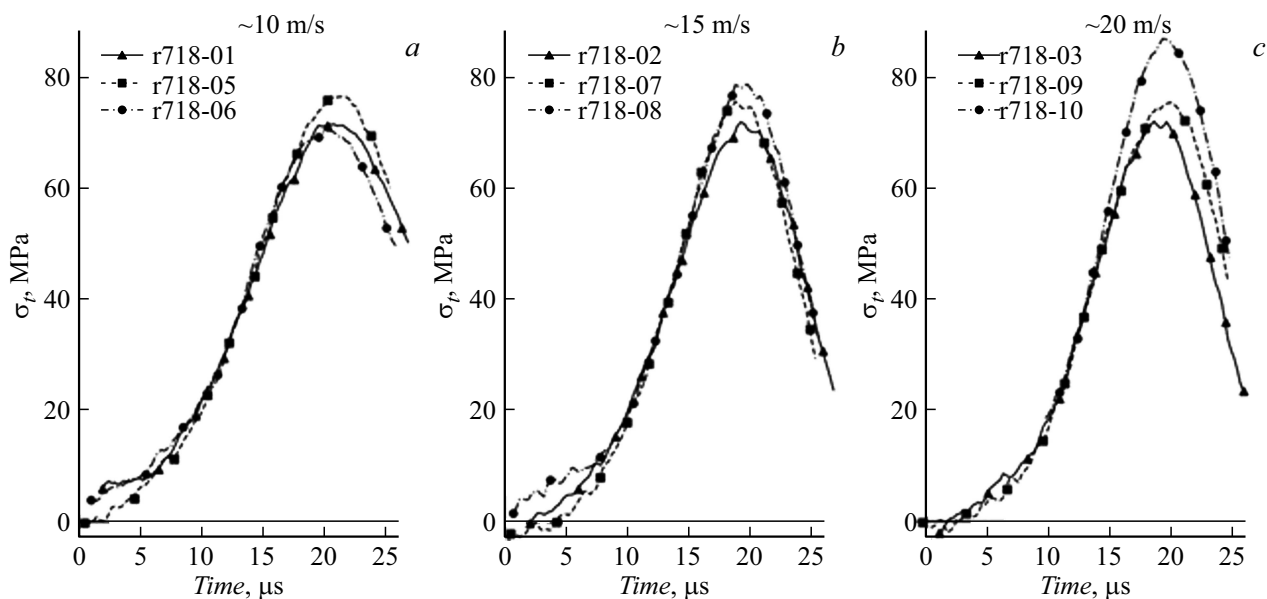 ~10 m/s
a
r718-01
r718-05
r718-06
80
60
40
20
0
σt, MPa
0 5 10 15 20 25
Time, μs
~15 m/s
b
r718-02
r718-07
r718-08
80
60
40
20
0
σt, MPa
0 5 10 15 20 25
Time, μs
~20 m/s
c
r718-03
r718-09
r718-10
80
60
40
20
0
σt, MPa
0 5 10 15 20 25
Time, μs